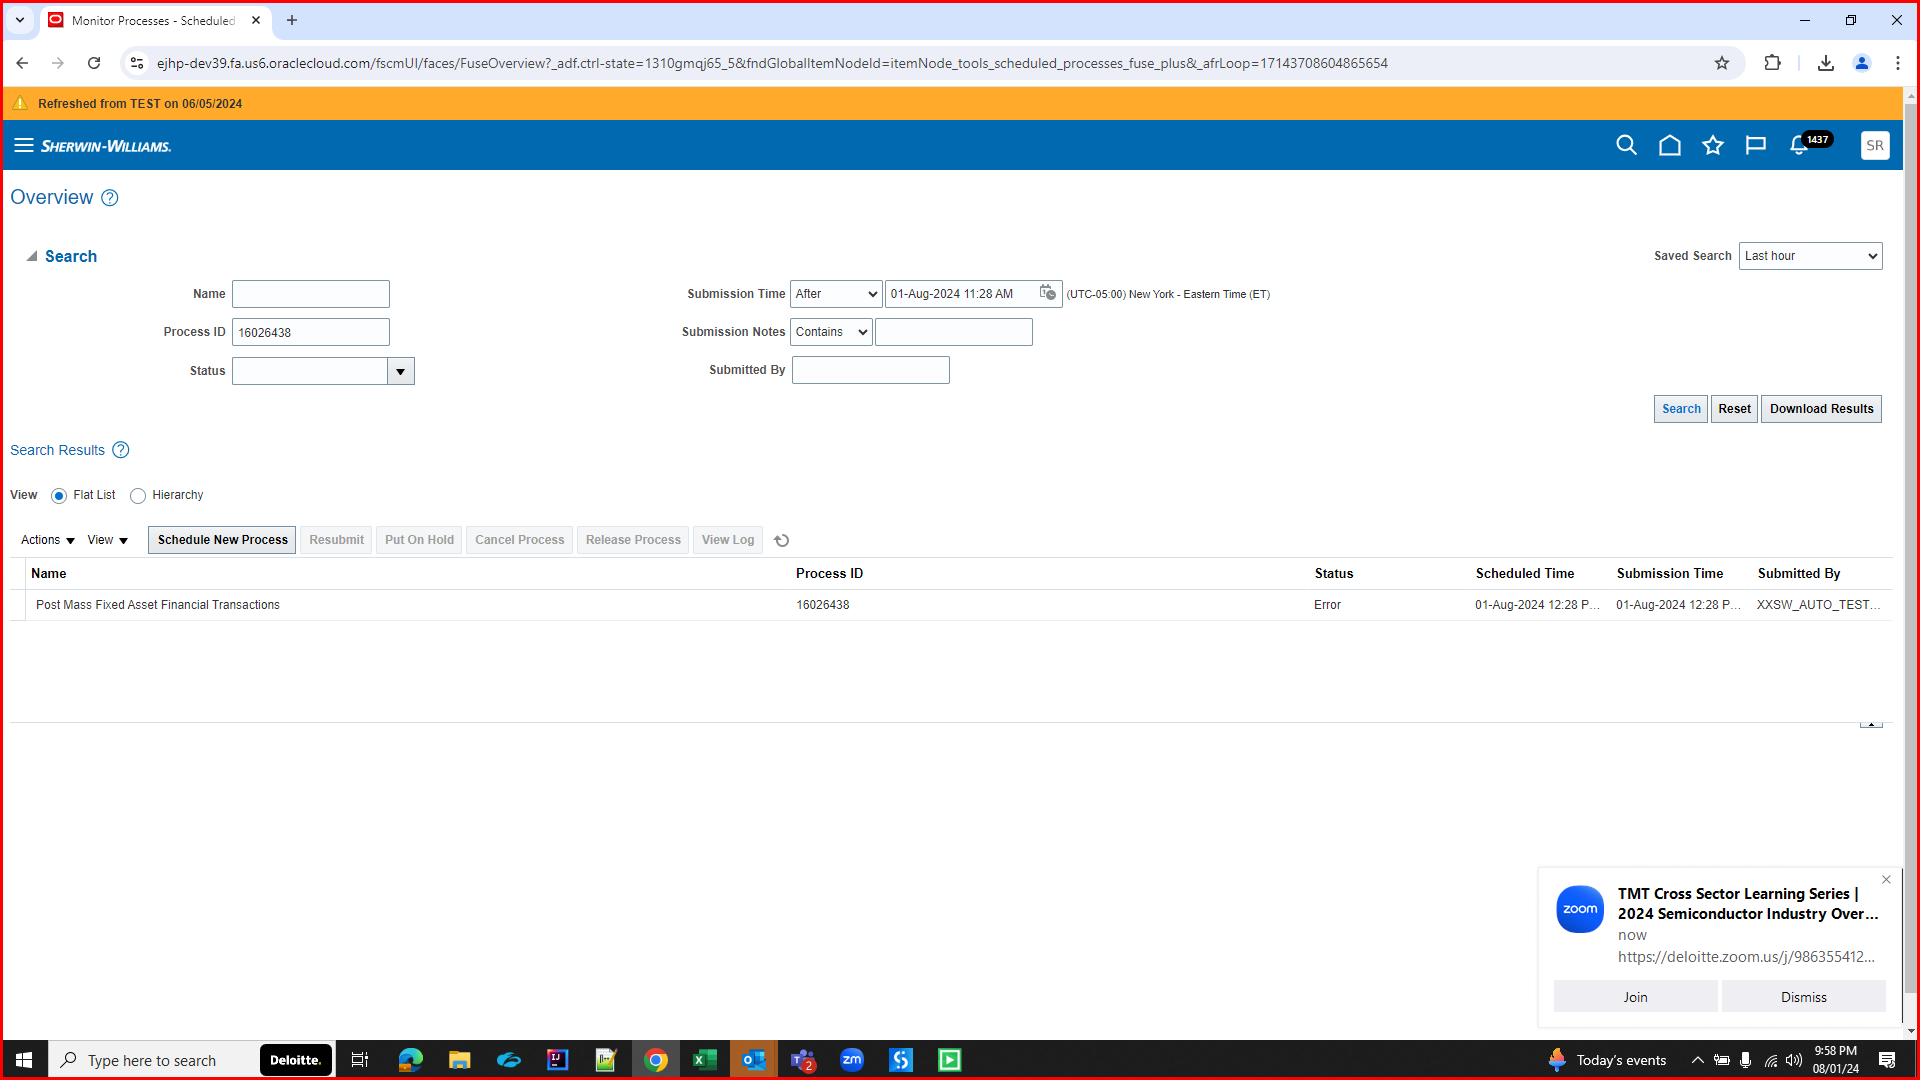 Monitor Processes - Scheduled
ejhp-dev39.fa.us6.oraclecloud.com/fscmUI/faces/FuseOverview?_adf.ctrl-state=1310gmqj65_5&fndGlobalItemNodeId=itemNode_tools_scheduled_processes_fuse_plus&_afrLoop=17143708604865654
Refreshed from TEST on 06/05/2024
SHERWIN-WILLIAMS.
1437
SR
Overview
Search
Saved Search Last hour
Name
Submission Time After 01-Aug-2024 11:28 AM (UTC-05:00) New York - Eastern Time (ET)
Process ID 16026438
Submission Notes Contains
Status
Submitted By
Search Reset Download Results
Search Results
View Flat List Hierarchy
Actions View Schedule New Process Resubmit Put On Hold Cancel Process Release Process View Log
Name Process ID Status Scheduled Time Submission Time Submitted By
Post Mass Fixed Asset Financial Transactions 16026438 Error 01-Aug-2024 12:28 P... 01-Aug-2024 12:28 P... XXSW_AUTO_TEST...
zoom
TMT Cross Sector Learning Series |
2024 Semiconductor Industry Over...
now
https://deloitte.zoom.us/j/986355412...
Join Dismiss
Type here to search
Deloitte.
IJ
2
zm
Today's events
9:58 PM
08/01/24